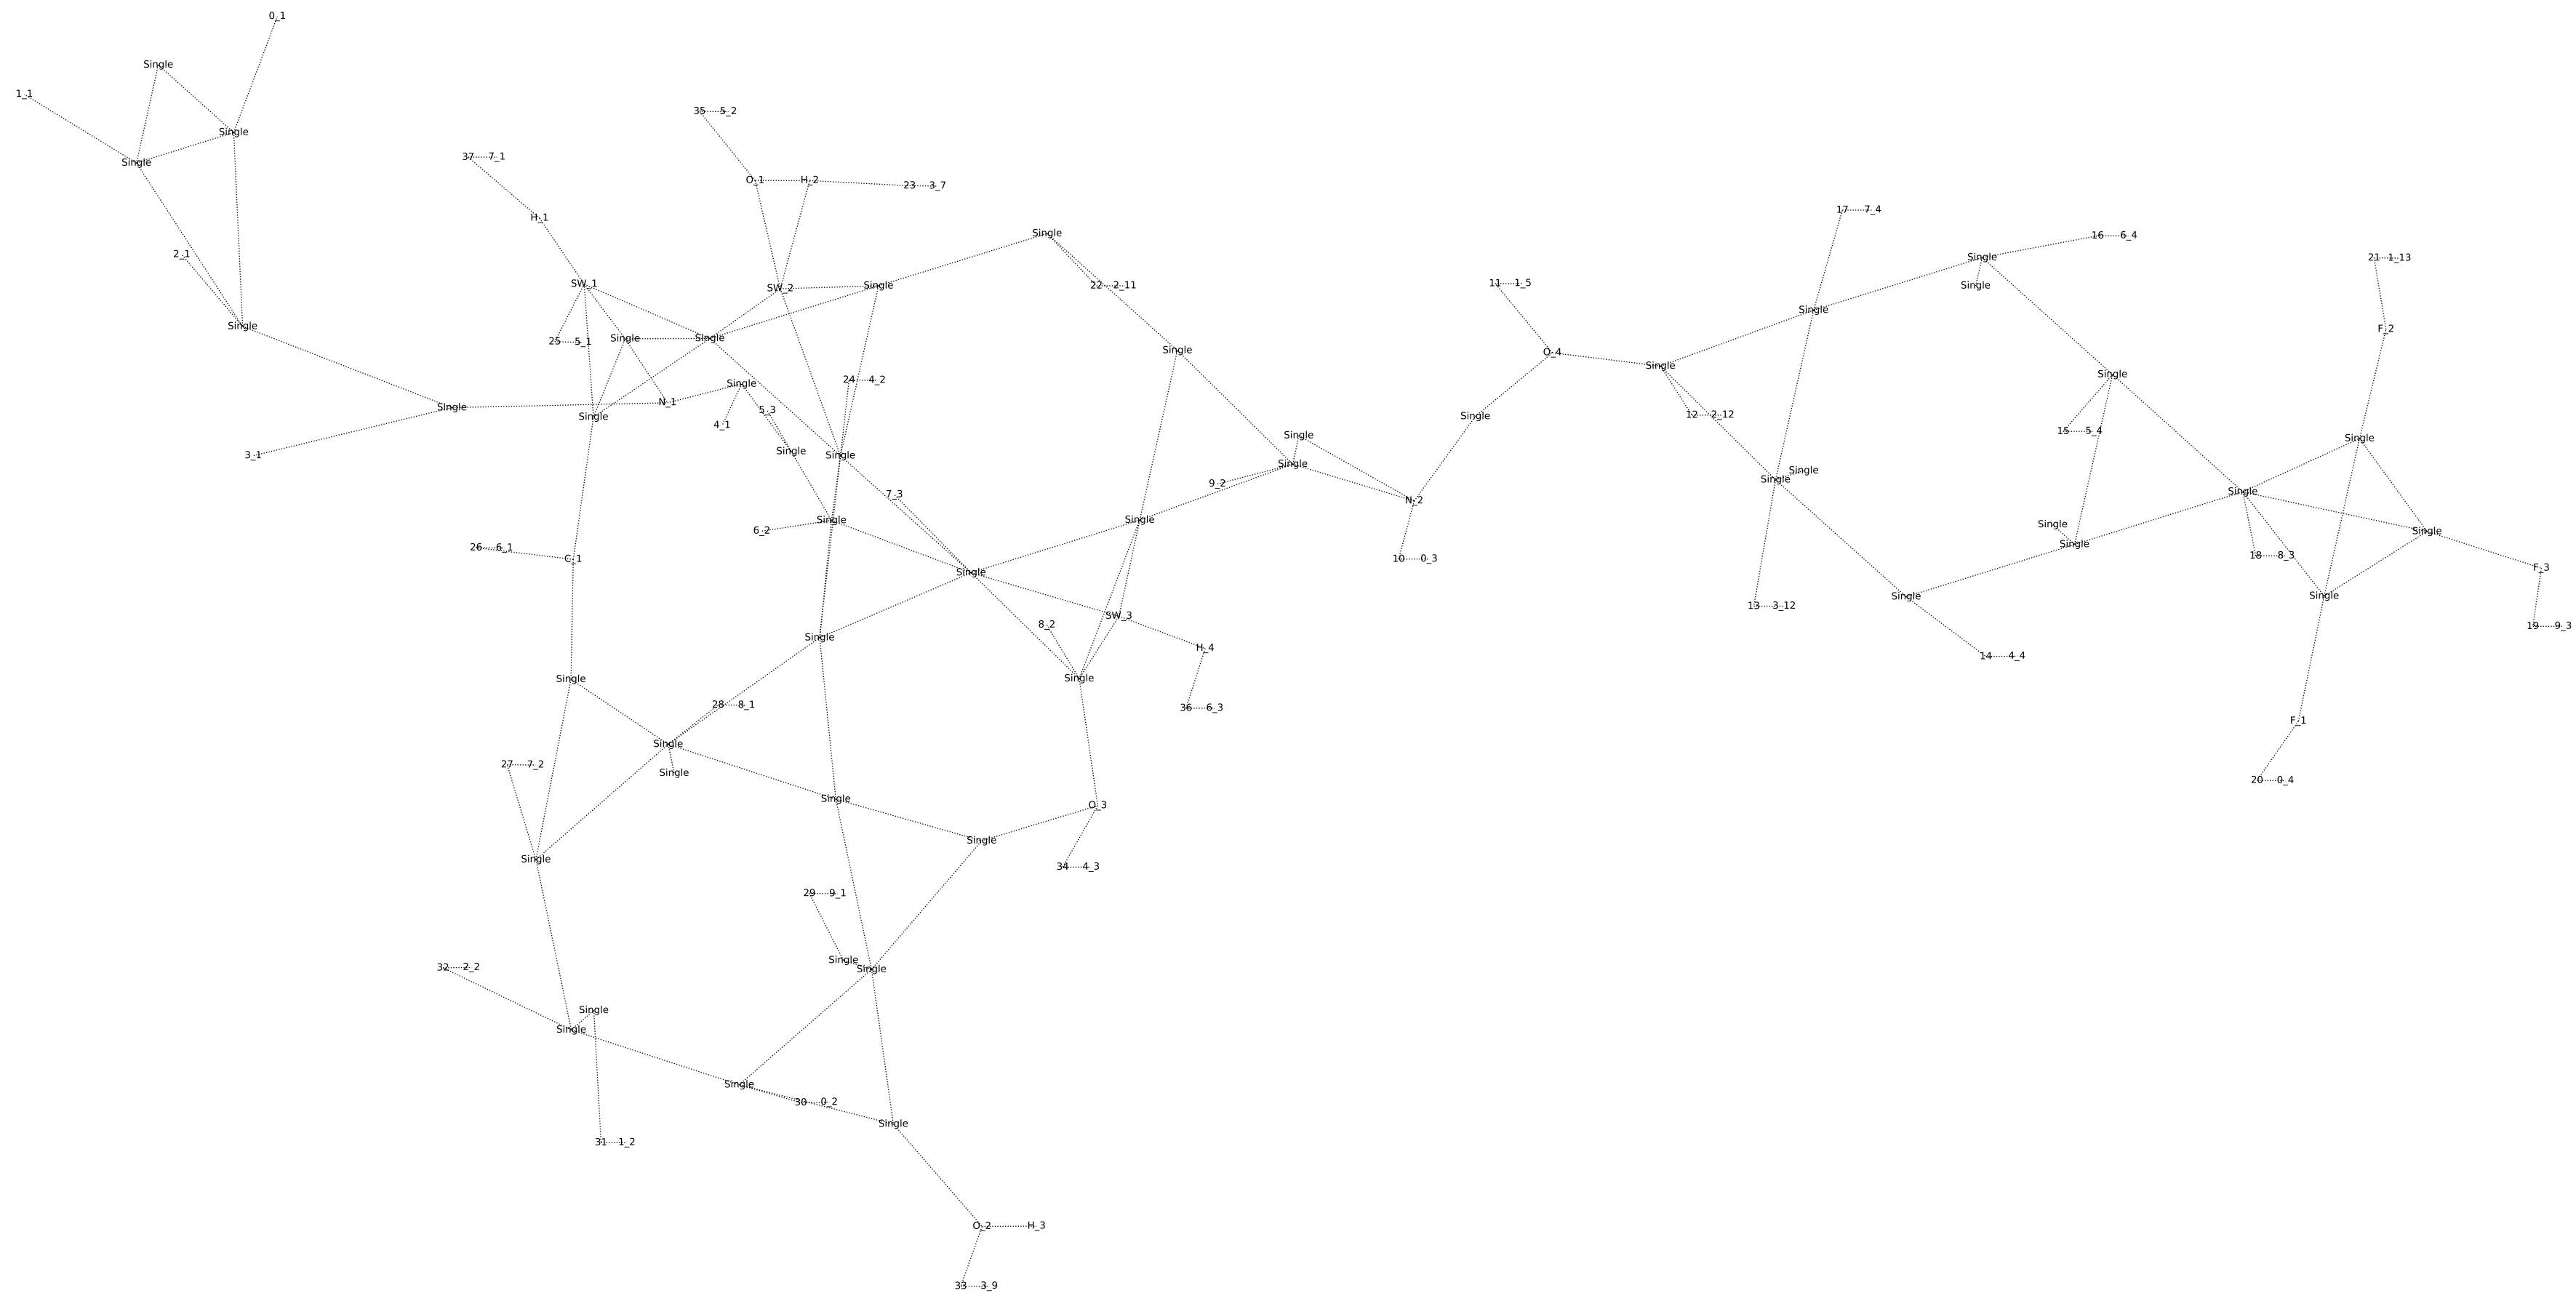 0_1
Single
1_1
35 5_2
Single
Single
37 7_1
O_1 H_2 23 3_7
17 7_4
H_1
Single
16 6_4
2_1
Single 21 1_13
SW_1 SW_2 Single 22 2_11 11 1_5 Single
Single
Single F_2
25 5_1 Single Single
Single O_4
Single
Single 24 4_2 Single
Single N_1 5_3
Single Single 12 2_12
4_1 Single 15 5_4
Single Single
3_1 Single Single Single
Single Single
9_2 Single
7_3 N_2 Single
6_2 Single Single Single Single
26 6_1 C_1 10 0_3 Single 18 8_3
Single F_3
Single Single
13 3_12
SW_3
8_2 19 9_3
Single H_4
14 4_4
Single Single
28 8_1 36 6_3
F_1
Single
27 7_2 Single 20 0_4
Single O_3
Single
Single 34 4_3
29 9_1
32 2_2 Single Single
Single
Single
Single
30 0_2
Single
31 1_2
O_2 H_3
33 3_9